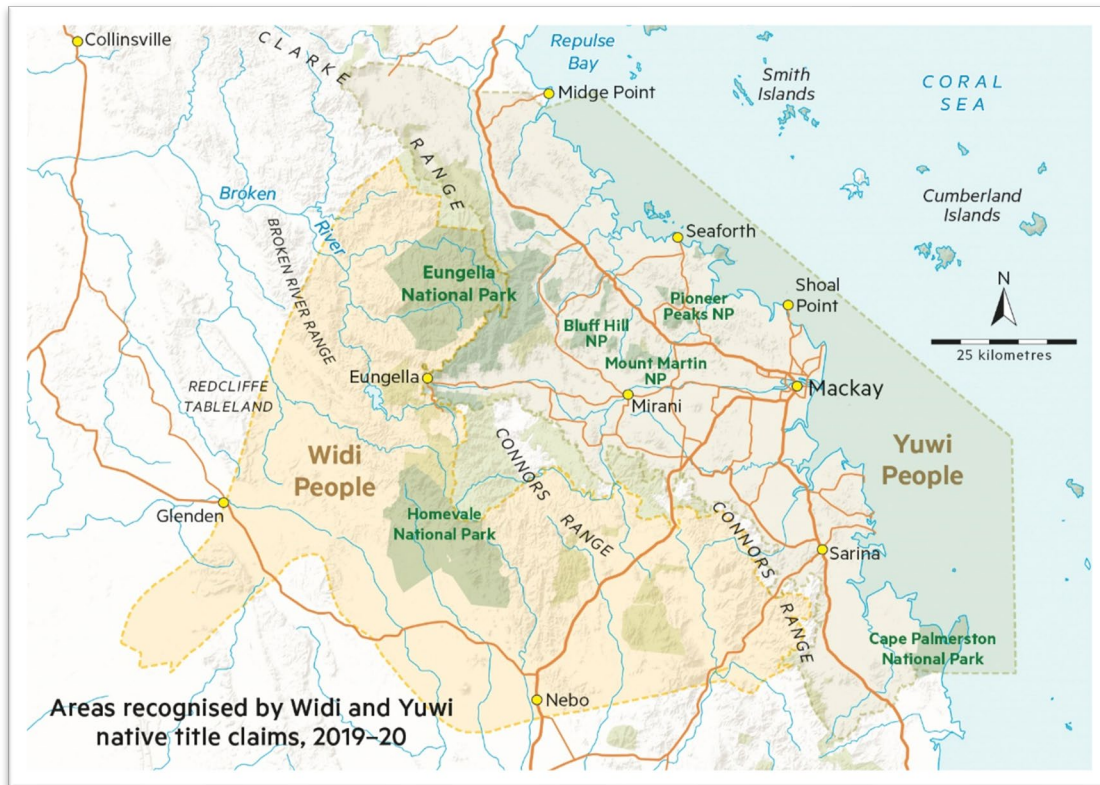 Collinsville
CLARKE
RANGE
Repulse
Bay
Midge Point
Smith
Islands
CORAL
SEA
Cumberland
Islands
Broken
River
BROKEN RIVER RANGE
Seaforth
Shoal
Point
N
25 kilometres
Eungella
National Park
Pioneer
Peaks NP
Bluff Hill
NP
Mount Martin
NP
Eungella
Mirani
Mackay
REDCLIFFE
TABLELAND
Widi
People
Yuwi
People
CONNORS
RANGE
Glenden
Homevale
National Park
CONNORS
RANGE
Sarina
Cape Palmerston
National Park
Nebo
Areas recognised by Widi and Yuwi
native title claims, 2019–20